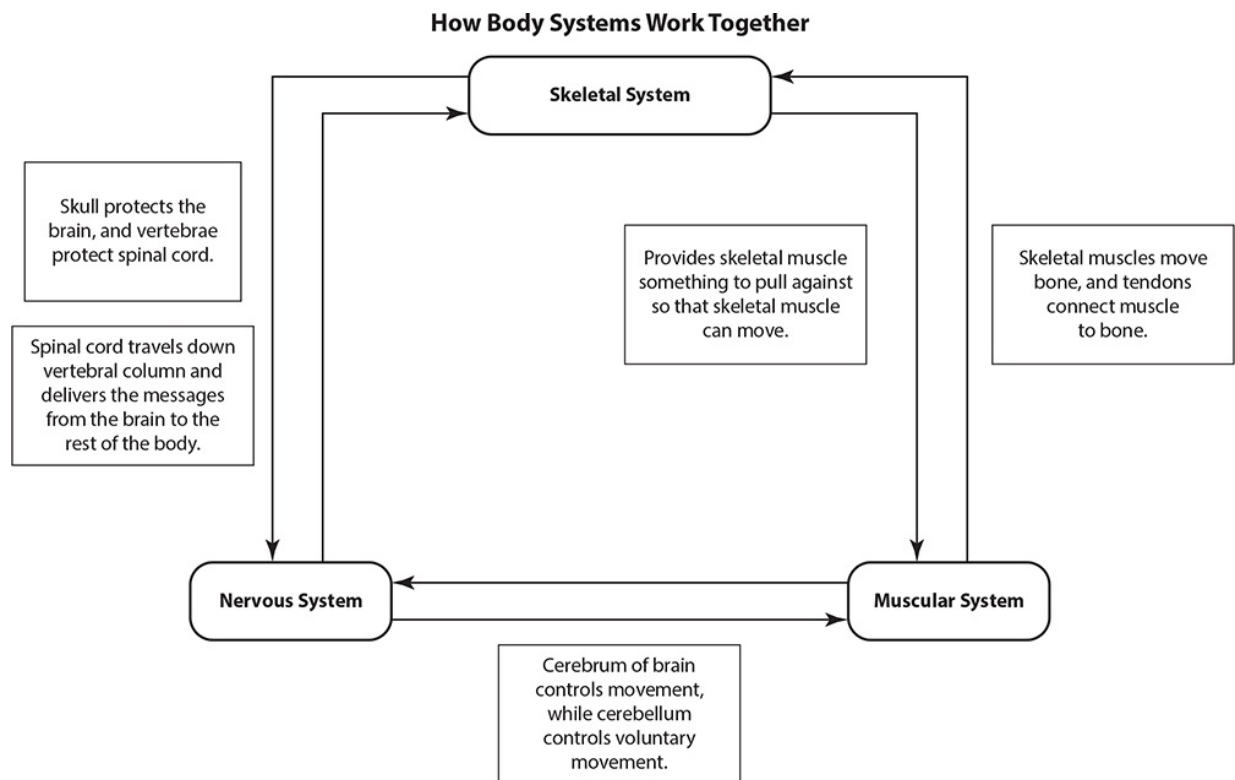 How Body Systems Work Together
Skeletal System
Skull protects the
brain, and vertebrae
protect spinal cord.
Spinal cord travels down
vertebral column and
delivers the messages
from the brain to the
rest of the body.
Provides skeletal muscle
something to pull against
so that skeletal muscle
can move.
Skeletal muscles move
bone, and tendons
connect muscle
to bone.
Nervous System
Muscular System
Cerebrum of brain
controls movement,
while cerebellum
controls voluntary
movement.